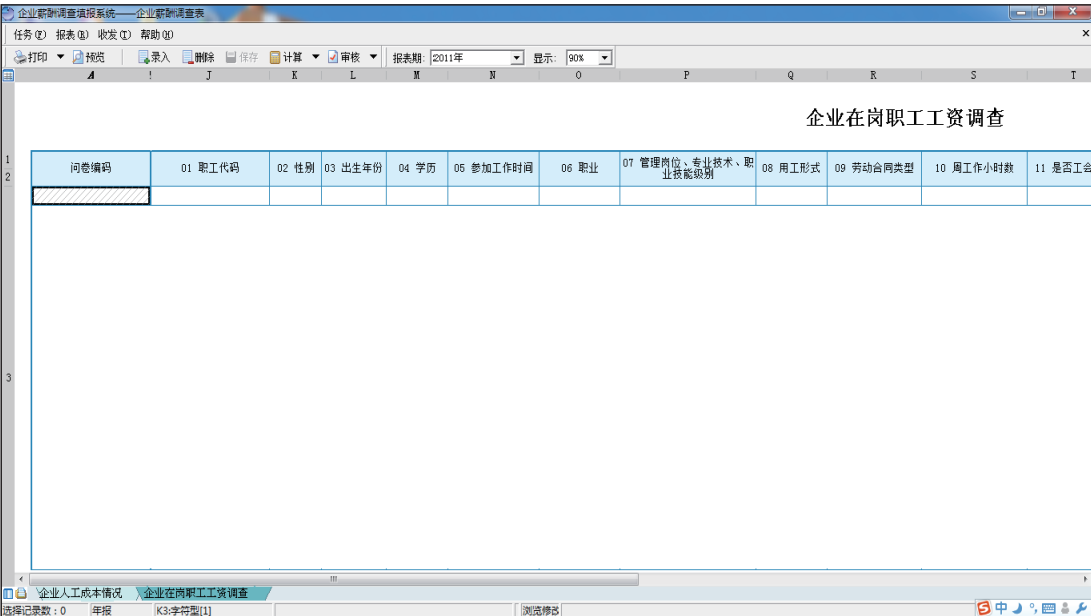 企业薪酬调查填报系统——企业薪酬调查表
任务(F) 报表(R) 收发(T) 帮助(H)
打印 预览 录入 删除 保存 计算 审核 报表期: 2011年 显示: 90%
A J K L M N O P Q R S T
企业在岗职工工资调查
1
2
问卷编码 01 职工代码 02 性别 03 出生年份 04 学历 05 参加工作时间 06 职业 07 管理岗位、专业技术、职业技能级别 08 用工形式 09 劳动合同类型 10 周工作小时数 11 是否工会
3
企业人工成本情况 企业在岗职工工资调查
选择记录数：0 年报 K3:字符型[1] 浏览修改
中